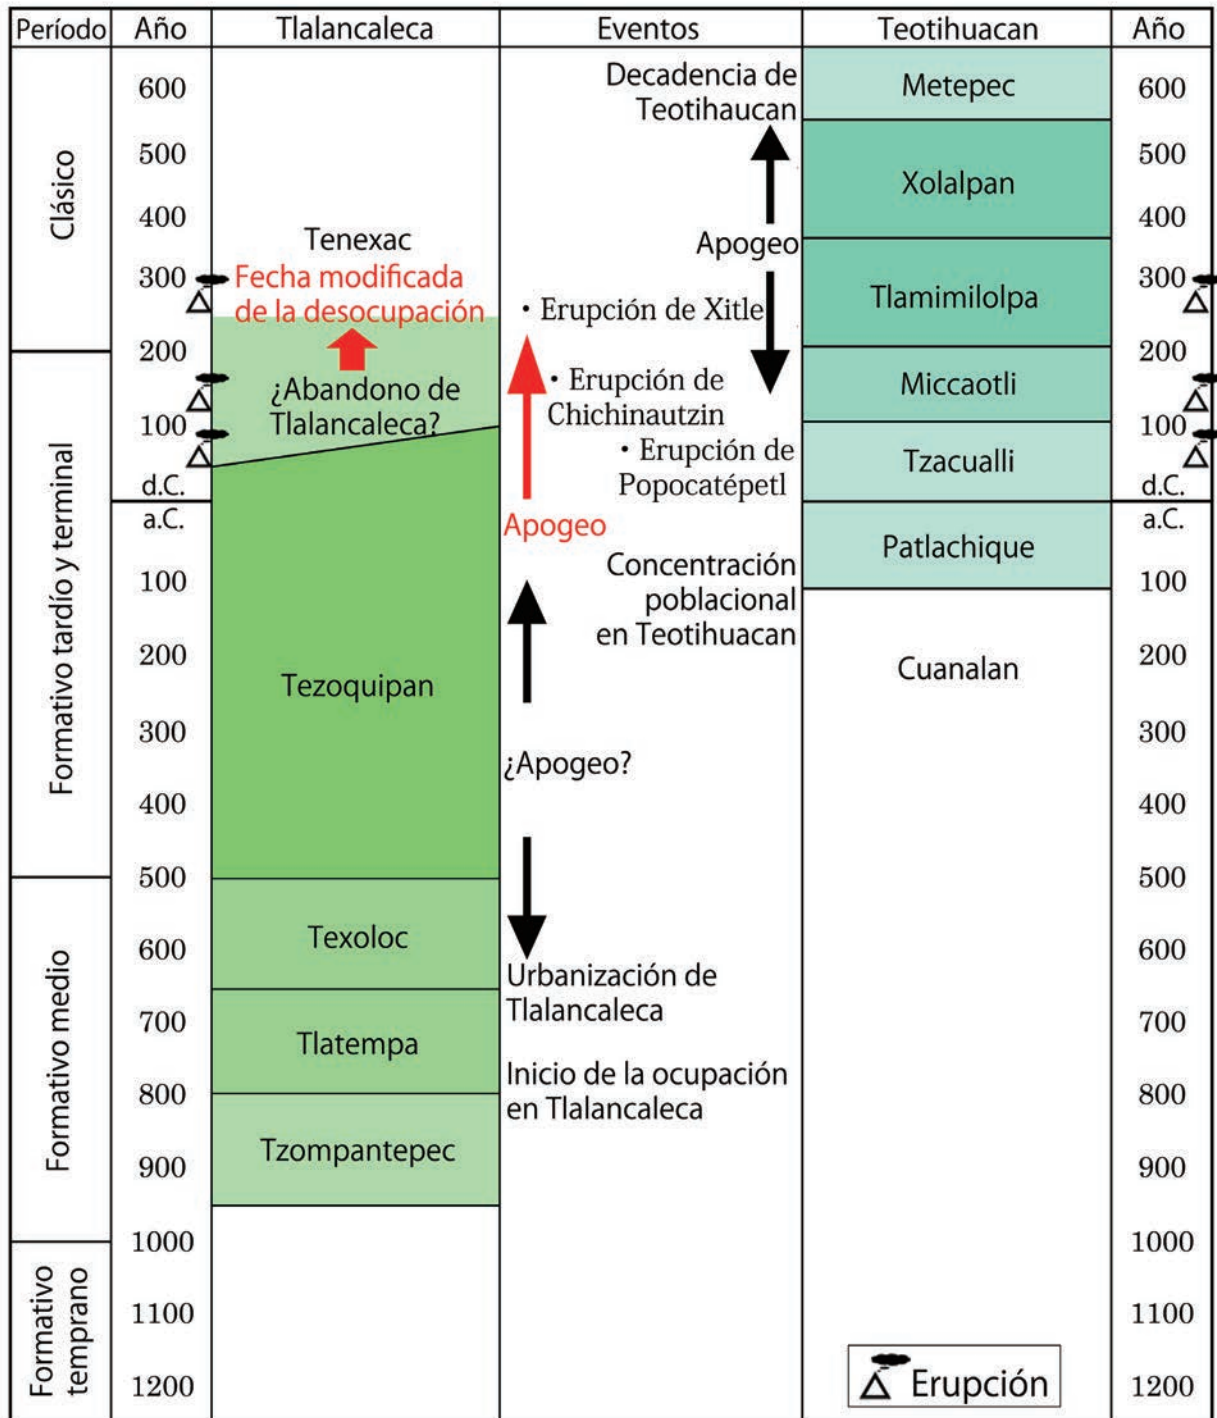 Período
Año
Tlalancaleca
Eventos
Teotihuacan
Año
Clásico
Formativo tardío y terminal
Formativo medio
Formativo
temprano
600
500
400
300
200
100
d.C.
a.C.
100
200
300
400
500
600
700
800
900
1000
1100
1200
Tenexac
Fecha modificada
de la desocupación
¿Abandono de
Tlalancaleca?
Tezoquipan
Texoloc
Tlatempa
Tzompantepec
Decadencia de
Teotihaucan
Apogeo
• Erupción de Xitle
• Erupción de
Chichinautzin
• Erupción de
Popocatépetl
Apogeo
Concentración
poblacional
en Teotihuacan
¿Apogeo?
Urbanización de
Tlalancaleca
Inicio de la ocupación
en Tlalancaleca
Metepec
Xolalpan
Tlamimilolpa
Miccaotli
Tzacualli
Patlachique
Cuanalan
Erupción
600
500
400
300
200
100
d.C.
a.C.
100
200
300
400
500
600
700
800
900
1000
1100
1200